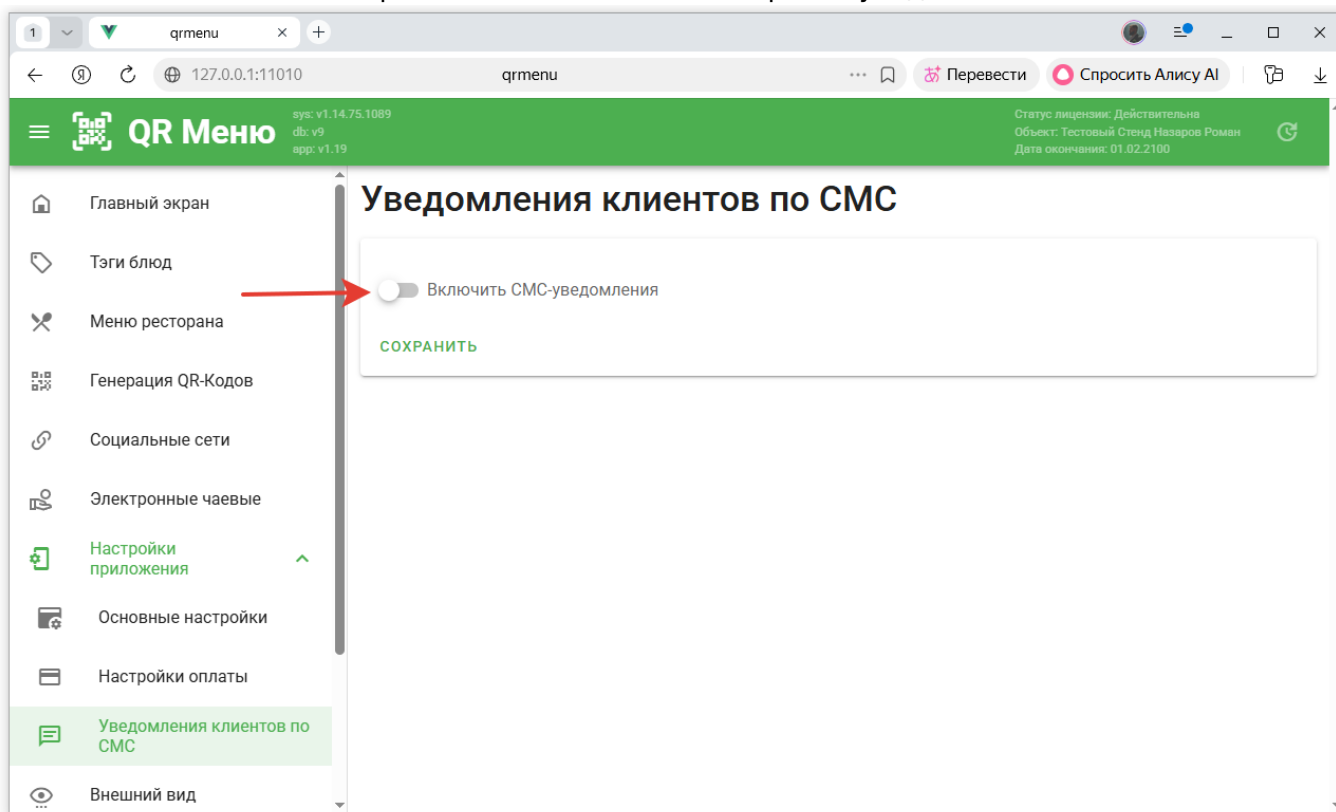 1
qrmenu
127.0.0.1:11010
qrmenu
Перевести
Спросить Алису AI
QR Меню
sys: v1.14.75.1089
db: v9
app: v1.19
Статус лицензии: Действительна
Объект: Тестовый Стенд Назаров Роман
Дата окончания: 01.02.2100
Главный экран
Тэги блюд
Меню ресторана
Генерация QR-Кодов
Социальные сети
Электронные чаевые
Настройки
приложения
Основные настройки
Настройки оплаты
Уведомления клиентов по
СМС
Внешний вид
Уведомления клиентов по СМС
Включить СМС-уведомления
СОХРАНИТЬ